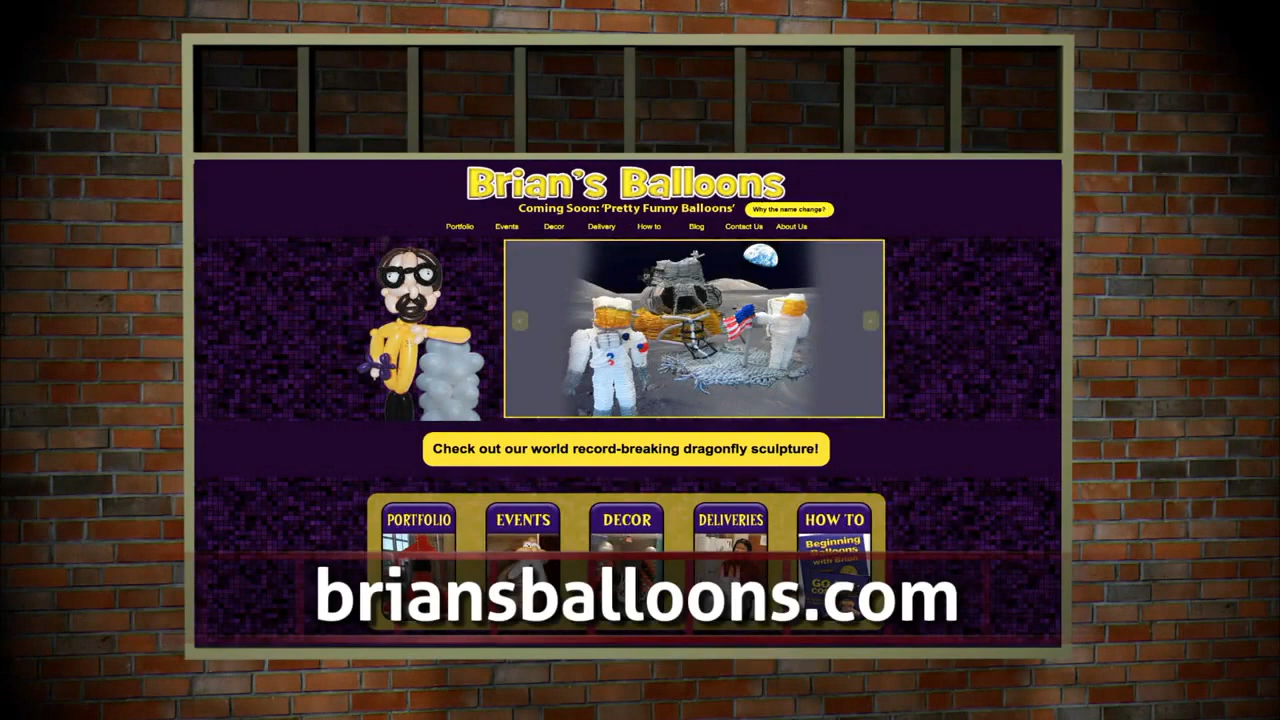 Brian's Balloons
Coming Soon: 'Pretty Funny Balloons'
Why the name change?
Portfolio Events Decor Delivery How to Blog Contact Us About Us
Check out our world record-breaking dragonfly sculpture!
PORTFOLIO EVENTS DECOR DELIVERIES HOW TO
Beginning
Balloons
with Brian
briansballoons.com